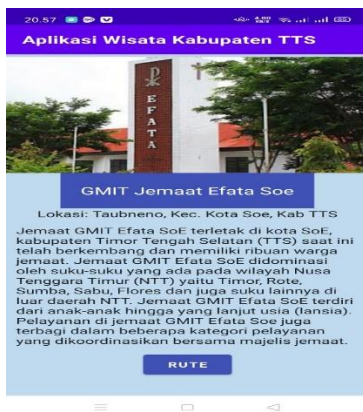 20.57
4.00
Aplikasi Wisata Kabupaten TTS
EFATA
GMIT Jemaat Efata Soe
Lokasi: Taubneno, Kec. Kota Soe, Kab TTS
Jemaat GMIT Efata SoE terletak di kota SoE,
kabupaten Timor Tengah Selatan (TTS) saat ini
telah berkembang dan memiliki ribuan warga
jemaat. Jemaat GMIT Efata SoE didominasi
oleh suku-suku yang ada pada wilayah Nusa
Tenggara Timur (NTT) yaitu Timor, Rote,
Sumba, Sabu, Flores dan juga suku lainnya di
luar daerah NTT. Jemaat GMIT Efata SoE terdiri
dari anak-anak hingga yang lanjut usia (lansia).
Pelayanan di jemaat GMIT Efata Soe juga
terbagi dalam beberapa kategori pelayanan
yang dikoordinasikan bersama majelis jemaat.
RUTE